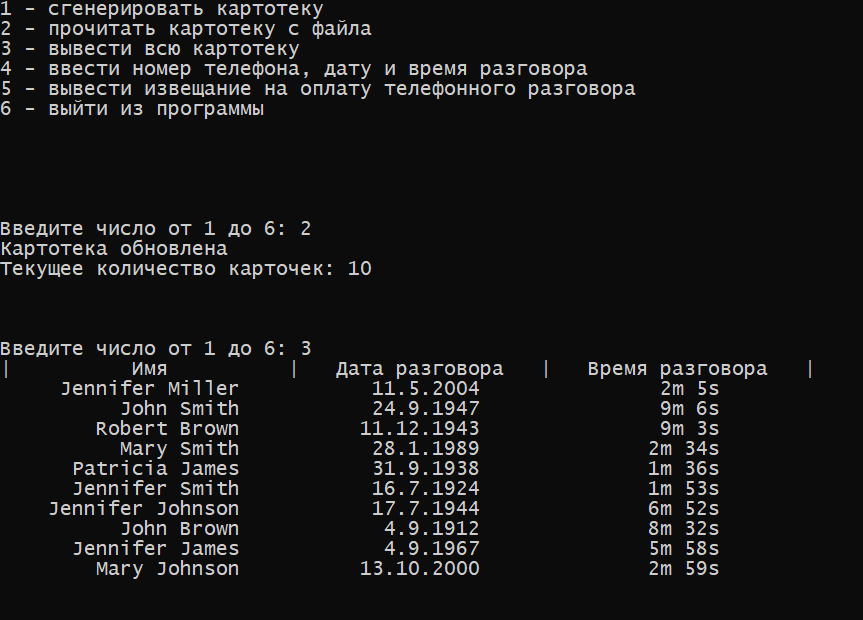 1 - сгенерировать картотеку
2 - прочитать картотеку с файла
3 - вывести всю картотеку
4 - ввести номер телефона, дату и время разговора
5 - вывести извещание на оплату телефонного разговора
6 - выйти из программы
Введите число от 1 до 6: 2
Картотека обновлена
Текущее количество карточек: 10
Введите число от 1 до 6: 3
| Имя | Дата разговора | Время разговора |
Jennifer Miller 11.5.2004 2m 5s
John Smith 24.9.1947 9m 6s
Robert Brown 11.12.1943 9m 3s
Mary Smith 28.1.1989 2m 34s
Patricia James 31.9.1938 1m 36s
Jennifer Smith 16.7.1924 1m 53s
Jennifer Johnson 17.7.1944 6m 52s
John Brown 4.9.1912 8m 32s
Jennifer James 4.9.1967 5m 58s
Mary Johnson 13.10.2000 2m 59s